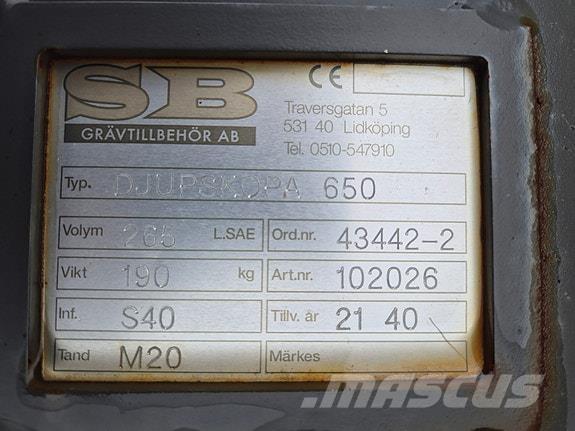 SB
GRÄVTILLBEHÖR AB
CE
Traversgatan 5
531 40 Lidköping
Tel. 0510-547910
Typ. DJUPSKOPA 650
Volym 265 L.SAE Ord.nr. 43442-2
Vikt 190 kg Art.nr. 102026
Inf. S40 Tillv. år 21 40
Tand M20 Märkes
MASCUS